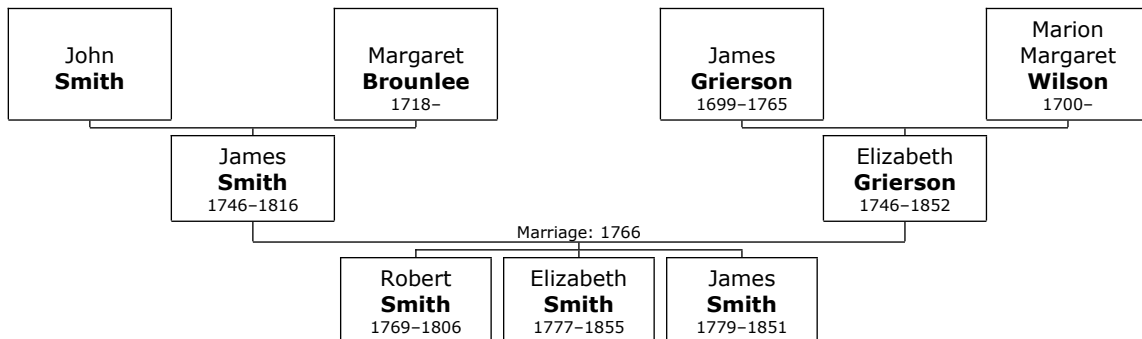 John
Smith
Margaret
Brounlee
1718–
James
Grierson
1699–1765
Marion
Margaret
Wilson
1700–
James
Smith
1746–1816
Elizabeth
Grierson
1746–1852
Marriage: 1766
Robert
Smith
1769–1806
Elizabeth
Smith
1777–1855
James
Smith
1779–1851